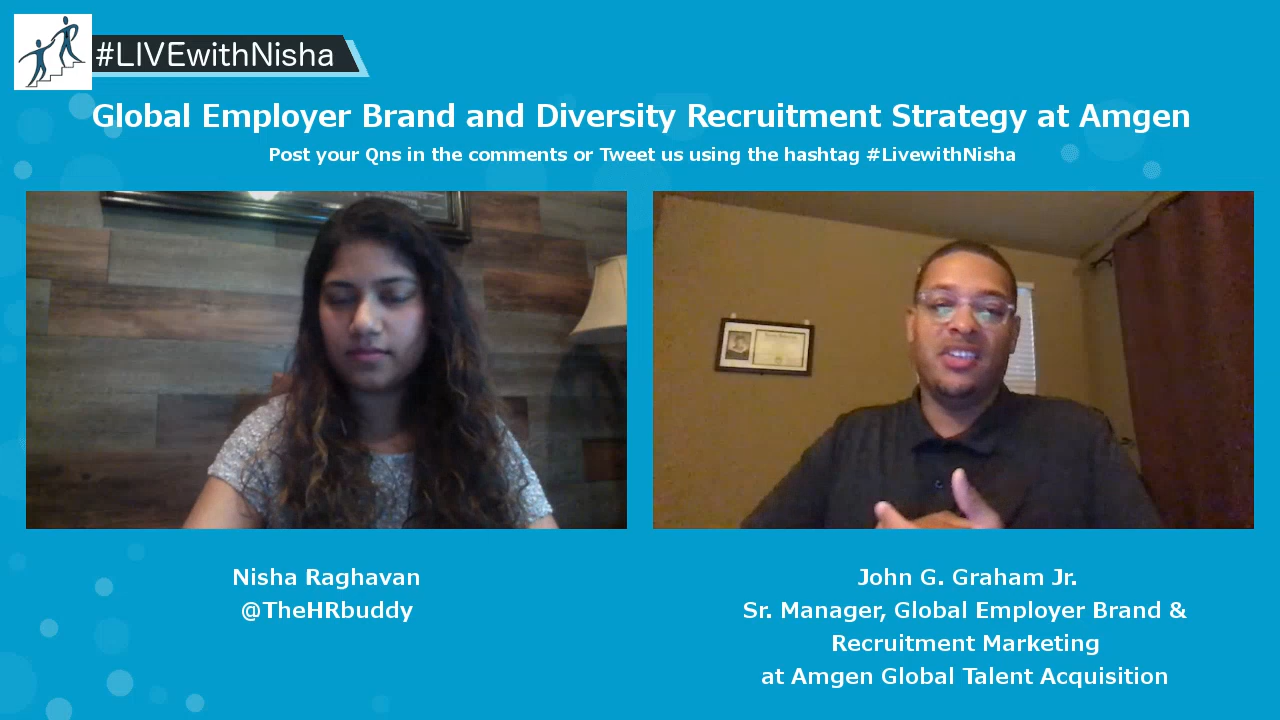 #LIVEwithNisha
Global Employer Brand and Diversity Recruitment Strategy at Amgen
Post your Qns in the comments or Tweet us using the hashtag #LivewithNisha
Nisha Raghavan
@TheHRbuddy
John G. Graham Jr.
Sr. Manager, Global Employer Brand &
Recruitment Marketing
at Amgen Global Talent Acquisition